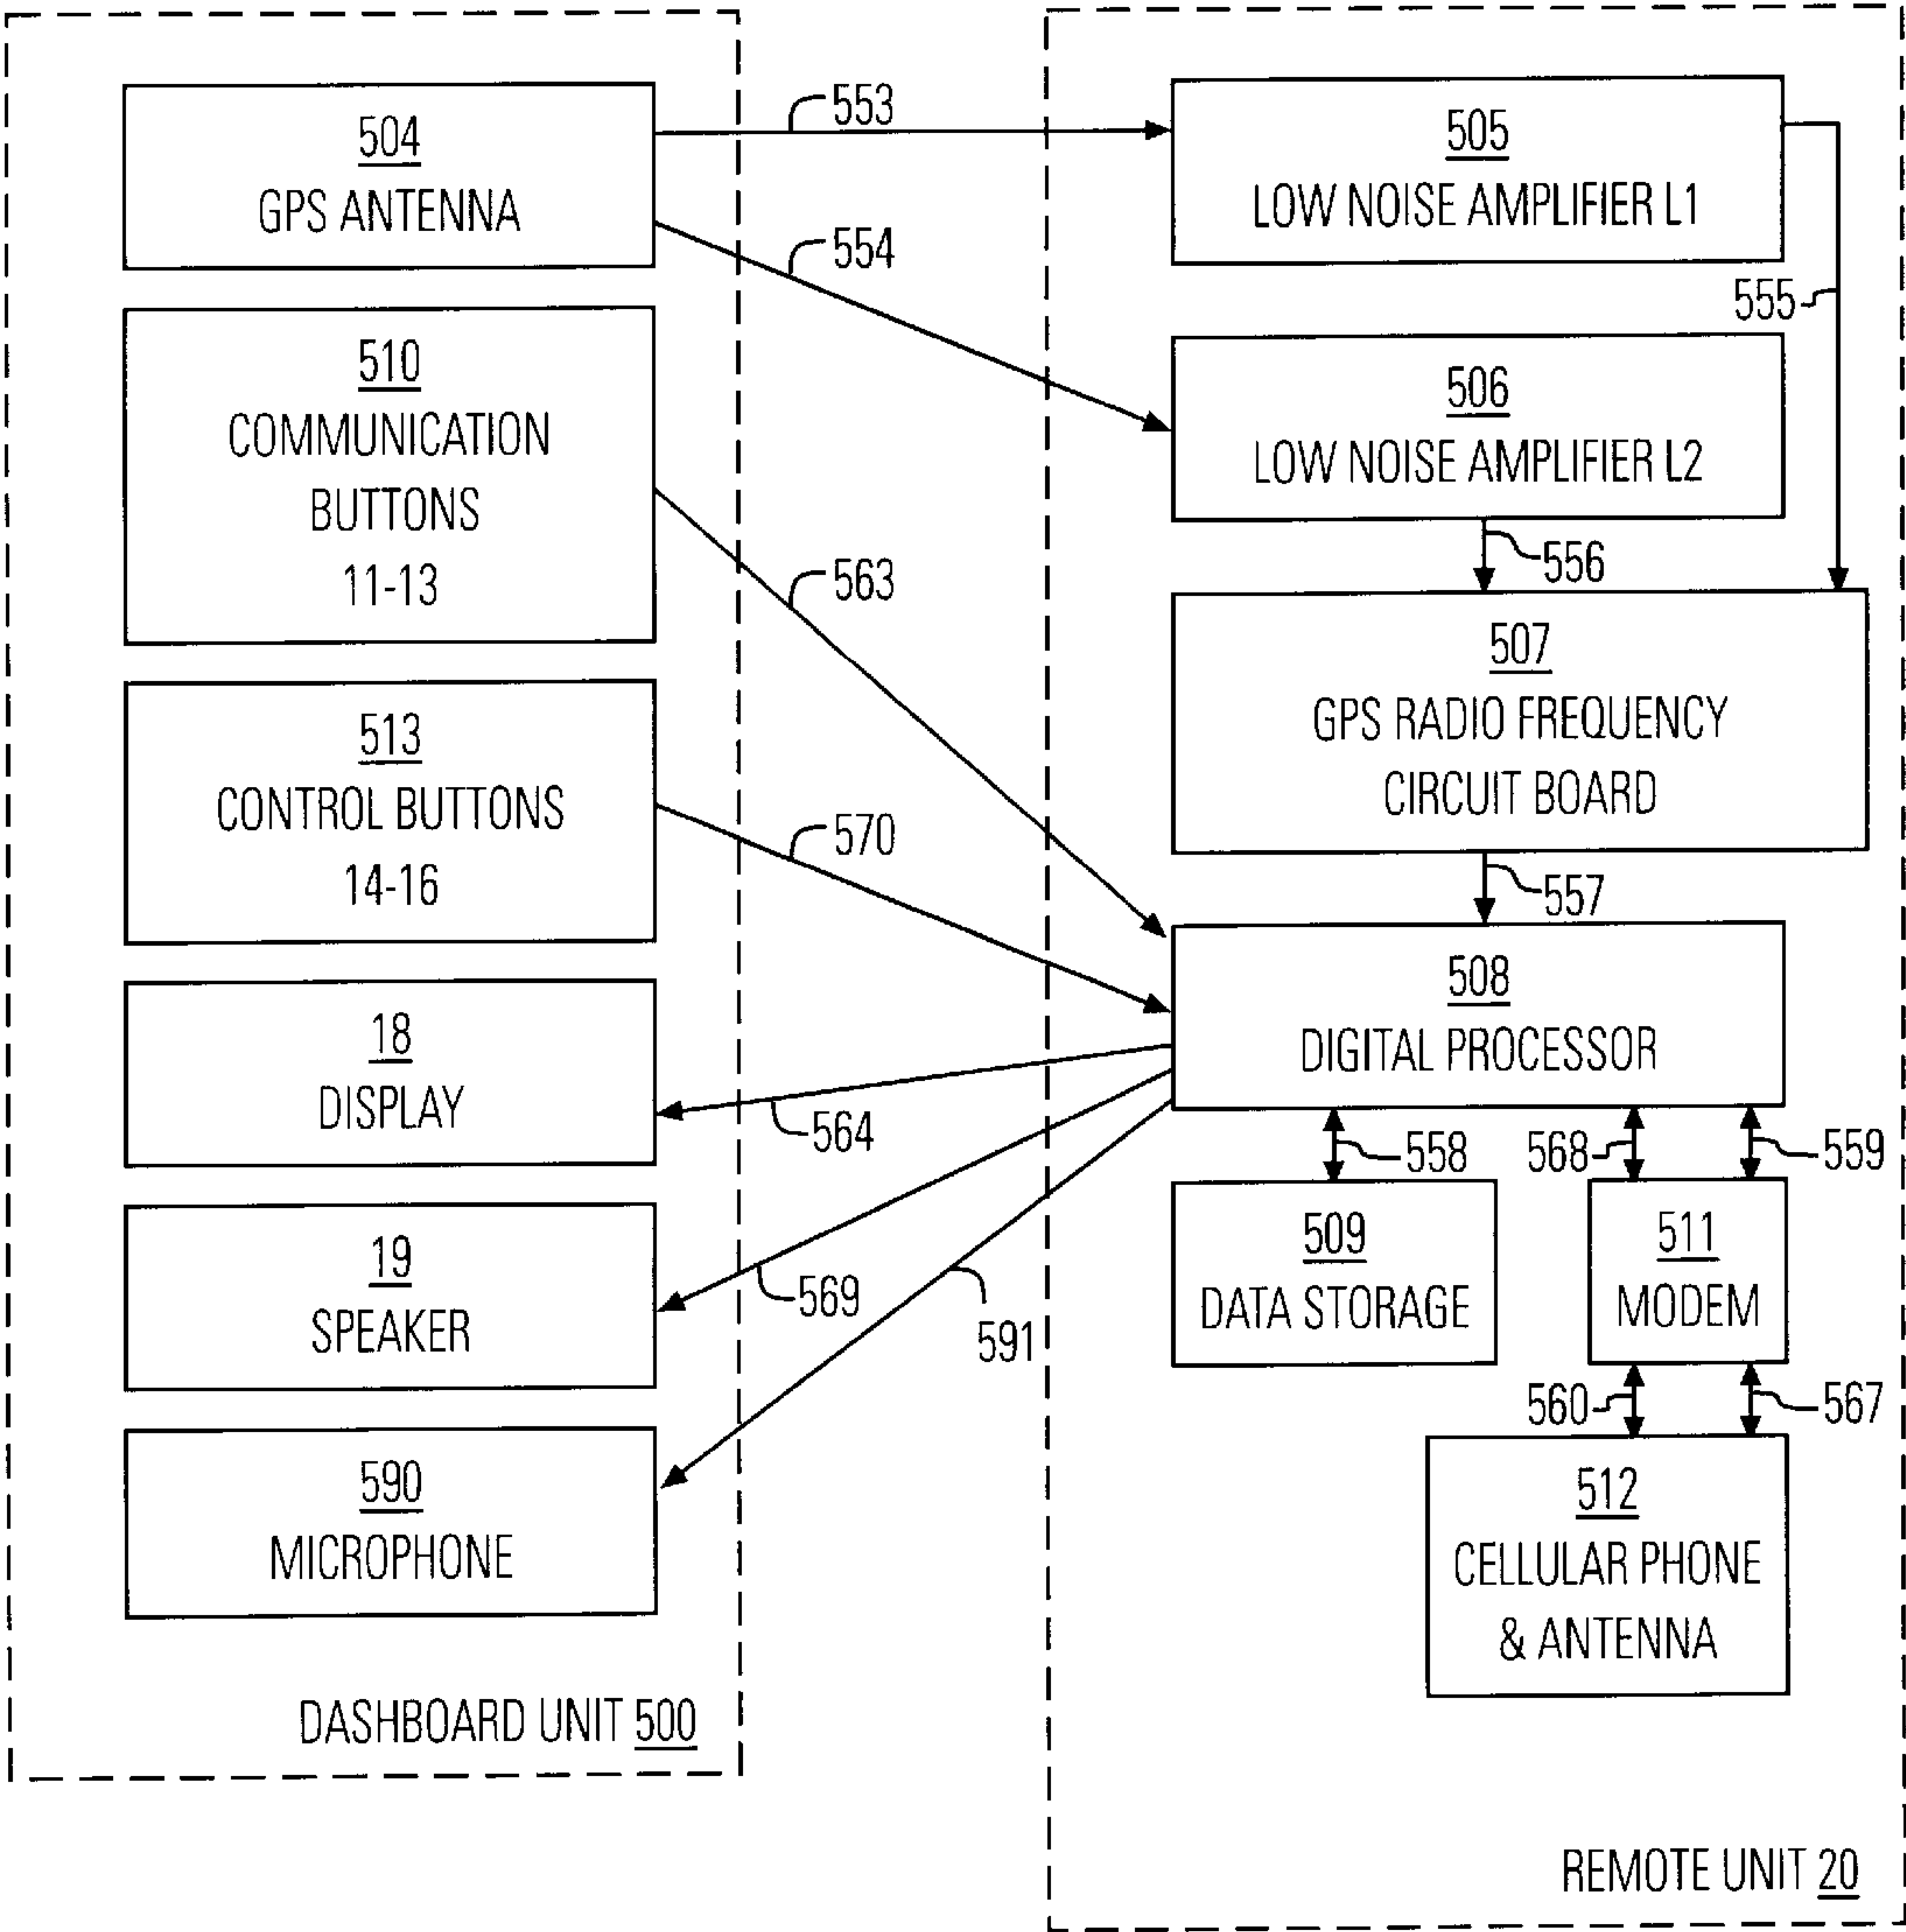 504
GPS ANTENNA
510
COMMUNICATION
BUTTONS
11-13
513
CONTROL BUTTONS
14-16
18
DISPLAY
19
SPEAKER
590
MICROPHONE
DASHBOARD UNIT 500
553
554
563
570
564
569
591
505
LOW NOISE AMPLIFIER L1
555
506
LOW NOISE AMPLIFIER L2
556
507
GPS RADIO FREQUENCY
CIRCUIT BOARD
557
508
DIGITAL PROCESSOR
558
568
559
509
DATA STORAGE
511
MODEM
560
567
512
CELLULAR PHONE
& ANTENNA
REMOTE UNIT 20